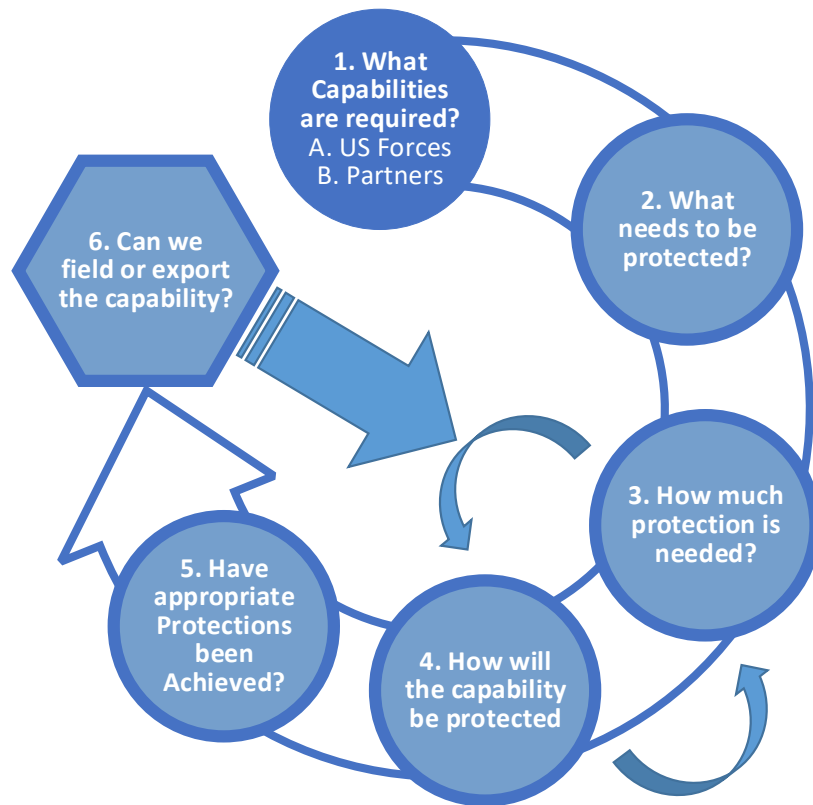 1. What
Capabilities
are required?
A. US Forces
B. Partners
2. What
needs to be
protected?
3. How much
protection is
needed?
4. How will
the capability
be protected
5. Have
appropriate
Protections
been
Achieved?
6. Can we
field or export
the capability?